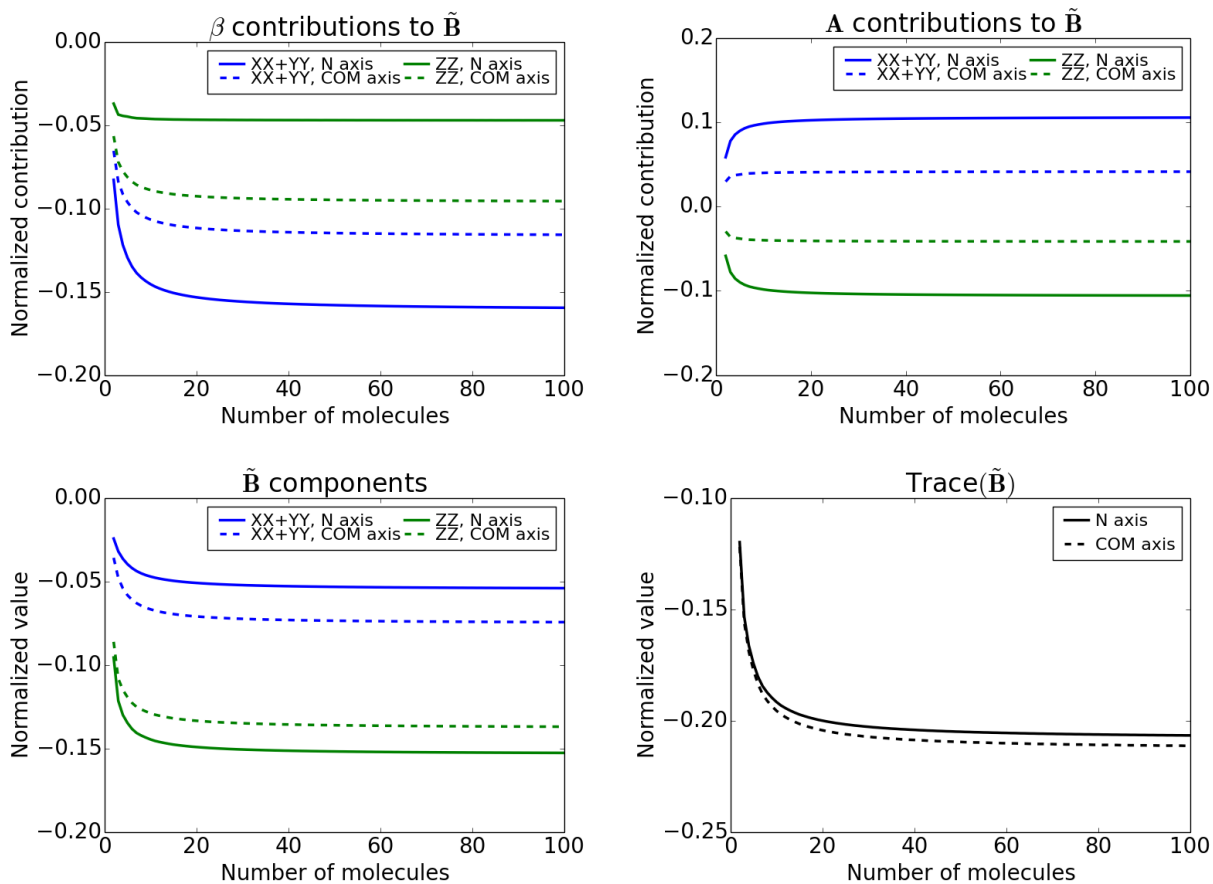 β contributions to B̃
0.00
−0.05
−0.10
−0.15
−0.20
Normalized contribution
XX+YY, N axis
XX+YY, COM axis
ZZ, N axis
ZZ, COM axis
0 20 40 60 80 100
Number of molecules
A contributions to B̃
0.2
0.1
0.0
−0.1
−0.2
Normalized contribution
XX+YY, N axis
XX+YY, COM axis
ZZ, N axis
ZZ, COM axis
0 20 40 60 80 100
Number of molecules
B̃ components
0.00
−0.05
−0.10
−0.15
−0.20
Normalized value
XX+YY, N axis
XX+YY, COM axis
ZZ, N axis
ZZ, COM axis
0 20 40 60 80 100
Number of molecules
Trace(B̃)
−0.10
−0.15
−0.20
−0.25
Normalized value
N axis
COM axis
0 20 40 60 80 100
Number of molecules